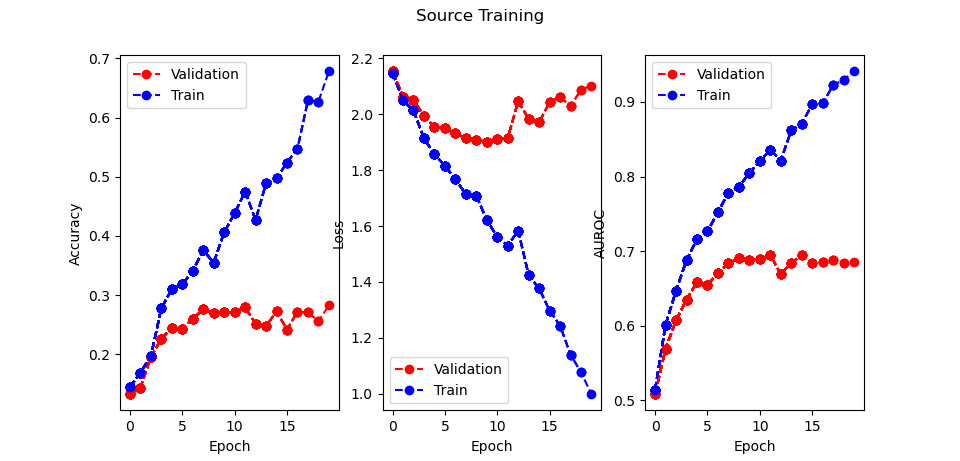 Source Training
Accuracy
0.7
0.6
0.5
0.4
0.3
0.2
Validation
Train
0 5 10 15
Epoch
Loss
2.2
2.0
1.8
1.6
1.4
1.2
1.0
Validation
Train
0 5 10 15
Epoch
AUROC
0.9
0.8
0.7
0.6
0.5
Validation
Train
0 5 10 15
Epoch